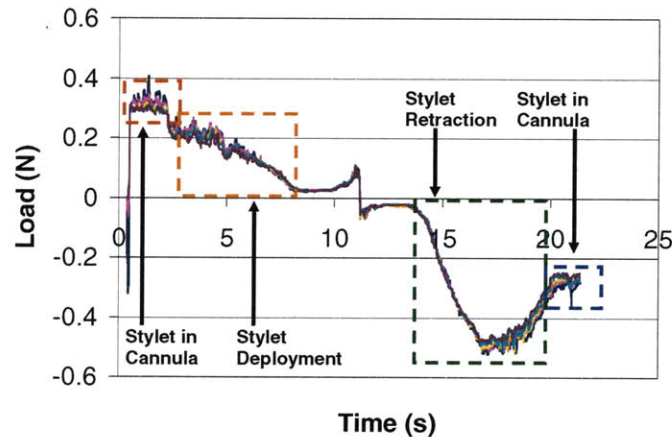 0.6
0.4
0.2
0
-0.2
-0.4
-0.6
Load (N)
0
5
10
15
20
25
Time (s)
Stylet
Retraction
Stylet in
Cannula
Stylet in
Cannula
Stylet
Deployment